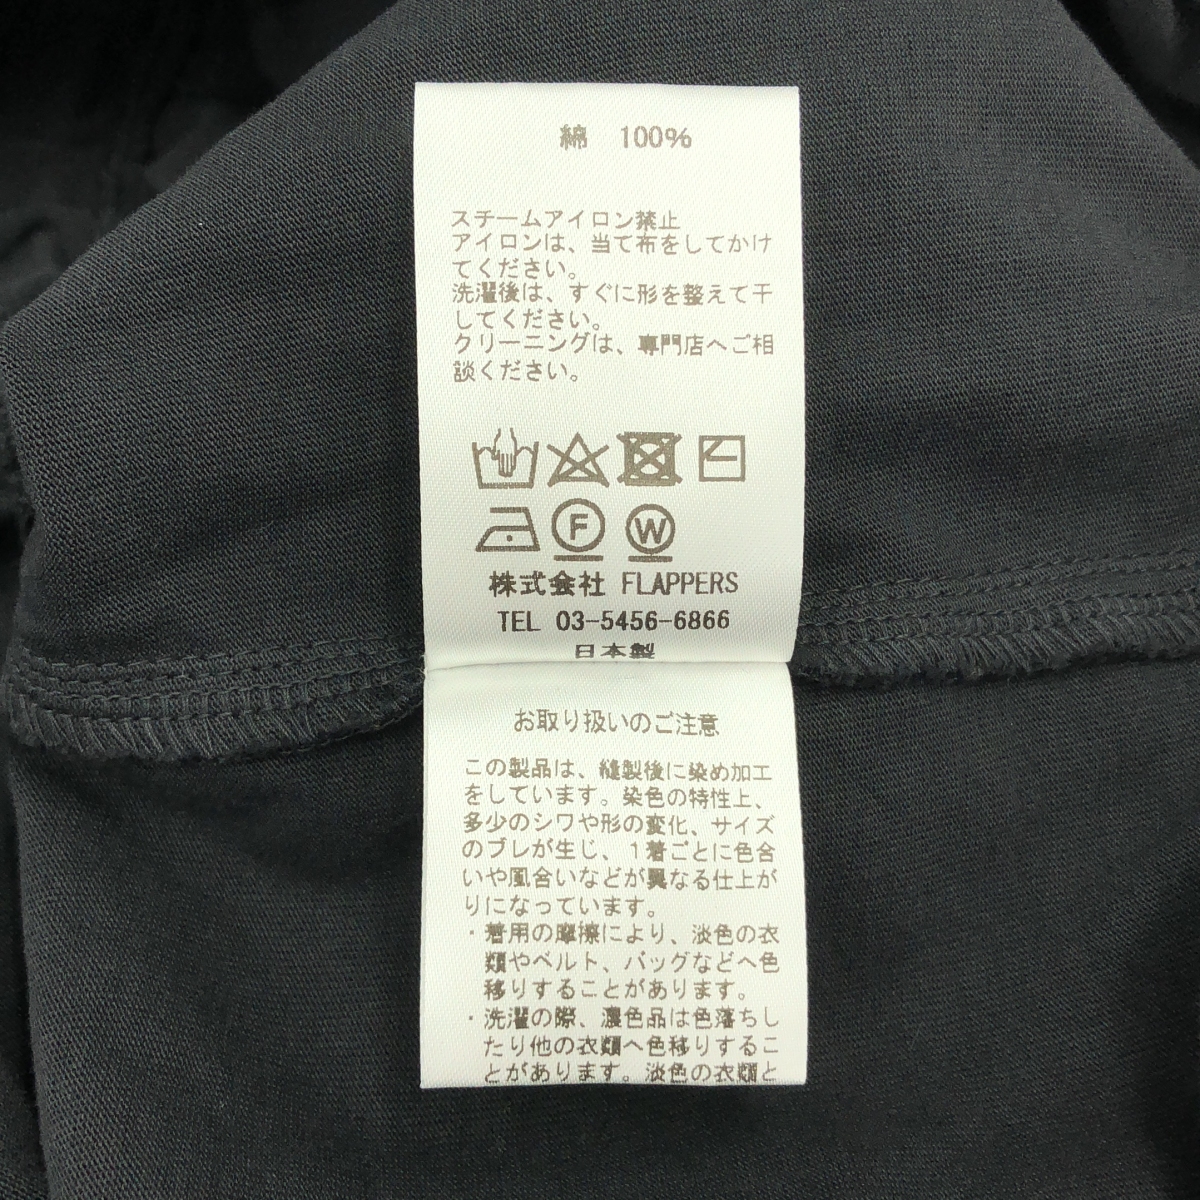 綿 100%
スチームアイロン禁止
アイロンは、当て布をしてかけ
てください。
洗濯後は、すぐに形を整えて干
してください。
クリーニングは、専門店へご相
談ください。
F W
株式会社 FLAPPERS
TEL 03-5456-6866
日本製
お取り扱いのご注意
この製品は、縫製後に染め加工
をしています。染色の特性上、
多少のシワや形の変化、サイズ
のブレが生じ、1着ごとに色合
いや風合いなどが異なる仕上が
りになっています。
・着用の摩擦により、淡色の衣
類やベルト、バッグなどへ色
移りすることがあります。
・洗濯の際、濃色品は色落ちし
たり他の衣類へ色移りするこ
とがあります。淡色の衣類と